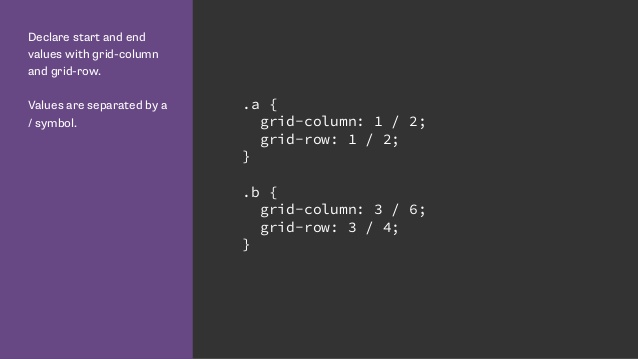 Declare start and end
values with grid-column
and grid-row.
Values are separated by a
/ symbol.
.a {
grid-column: 1 / 2;
grid-row: 1 / 2;
}
.b {
grid-column: 3 / 6;
grid-row: 3 / 4;
}